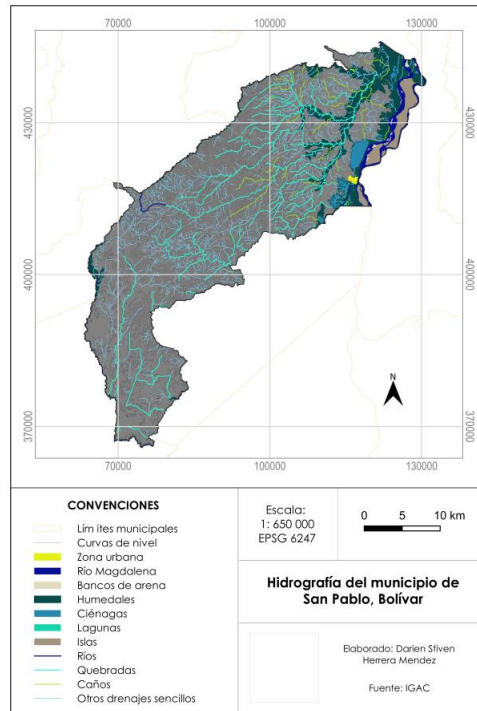 70000 100000 130000
430000 430000
400000 400000
N
370000 370000
70000 100000 130000
CONVENCIONES
Lím ites municipales
Curvas de nivel
Zona urbana
Río Magdalena
Bancos de arena
Humedales
Ciénagas
Lagunas
Islas
Ríos
Quebradas
Caños
Otros drenajes sencillos
Escala:
1: 650 000
EPSG 6247
0 5 10 km
Hidrografía del municipio de
San Pablo, Bolívar
Elaborado: Darien Stiven
Herrera Mendez
Fuente: IGAC